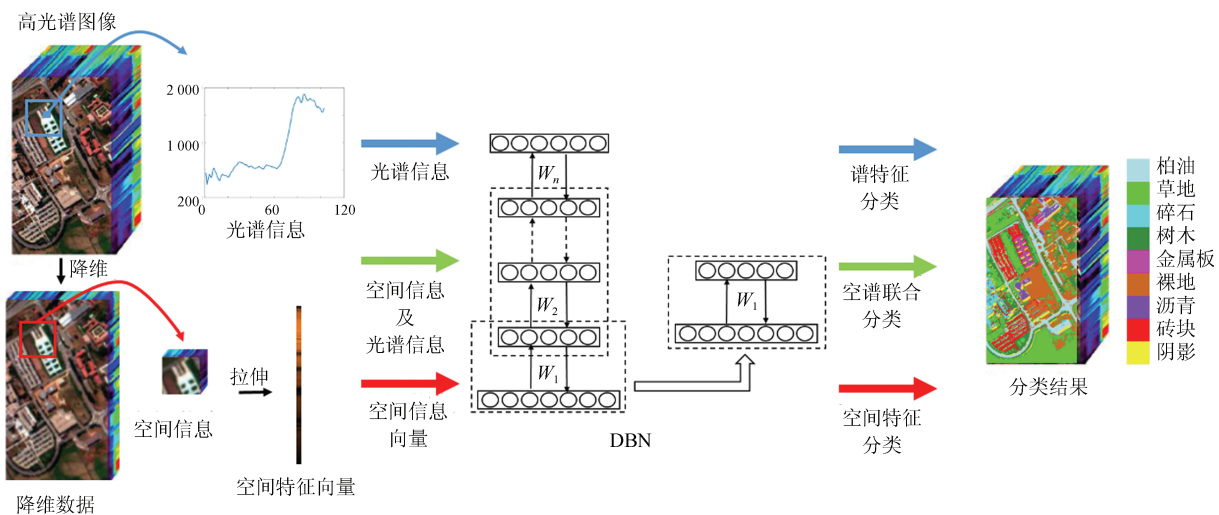 高光谱图像
2 000
1 000
200
0
60
120
光谱信息
降维
降维数据
空间信息
拉伸
空间特征向量
光谱信息
空间信息
及
光谱信息
空间信息
向量
Wn
W2
W1
W1
DBN
谱特征
分类
空谱联合
分类
空间特征
分类
分类结果
柏油
草地
碎石
树木
金属板
裸地
沥青
砖块
阴影